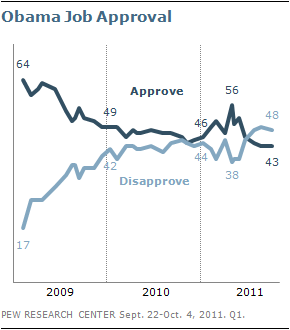 Obama Job Approval
64
Approve
56
49
46
48
42
44
38
43
Disapprove
17
2009 2010 2011
PEW RESEARCH CENTER Sept. 22-Oct. 4, 2011. Q1.